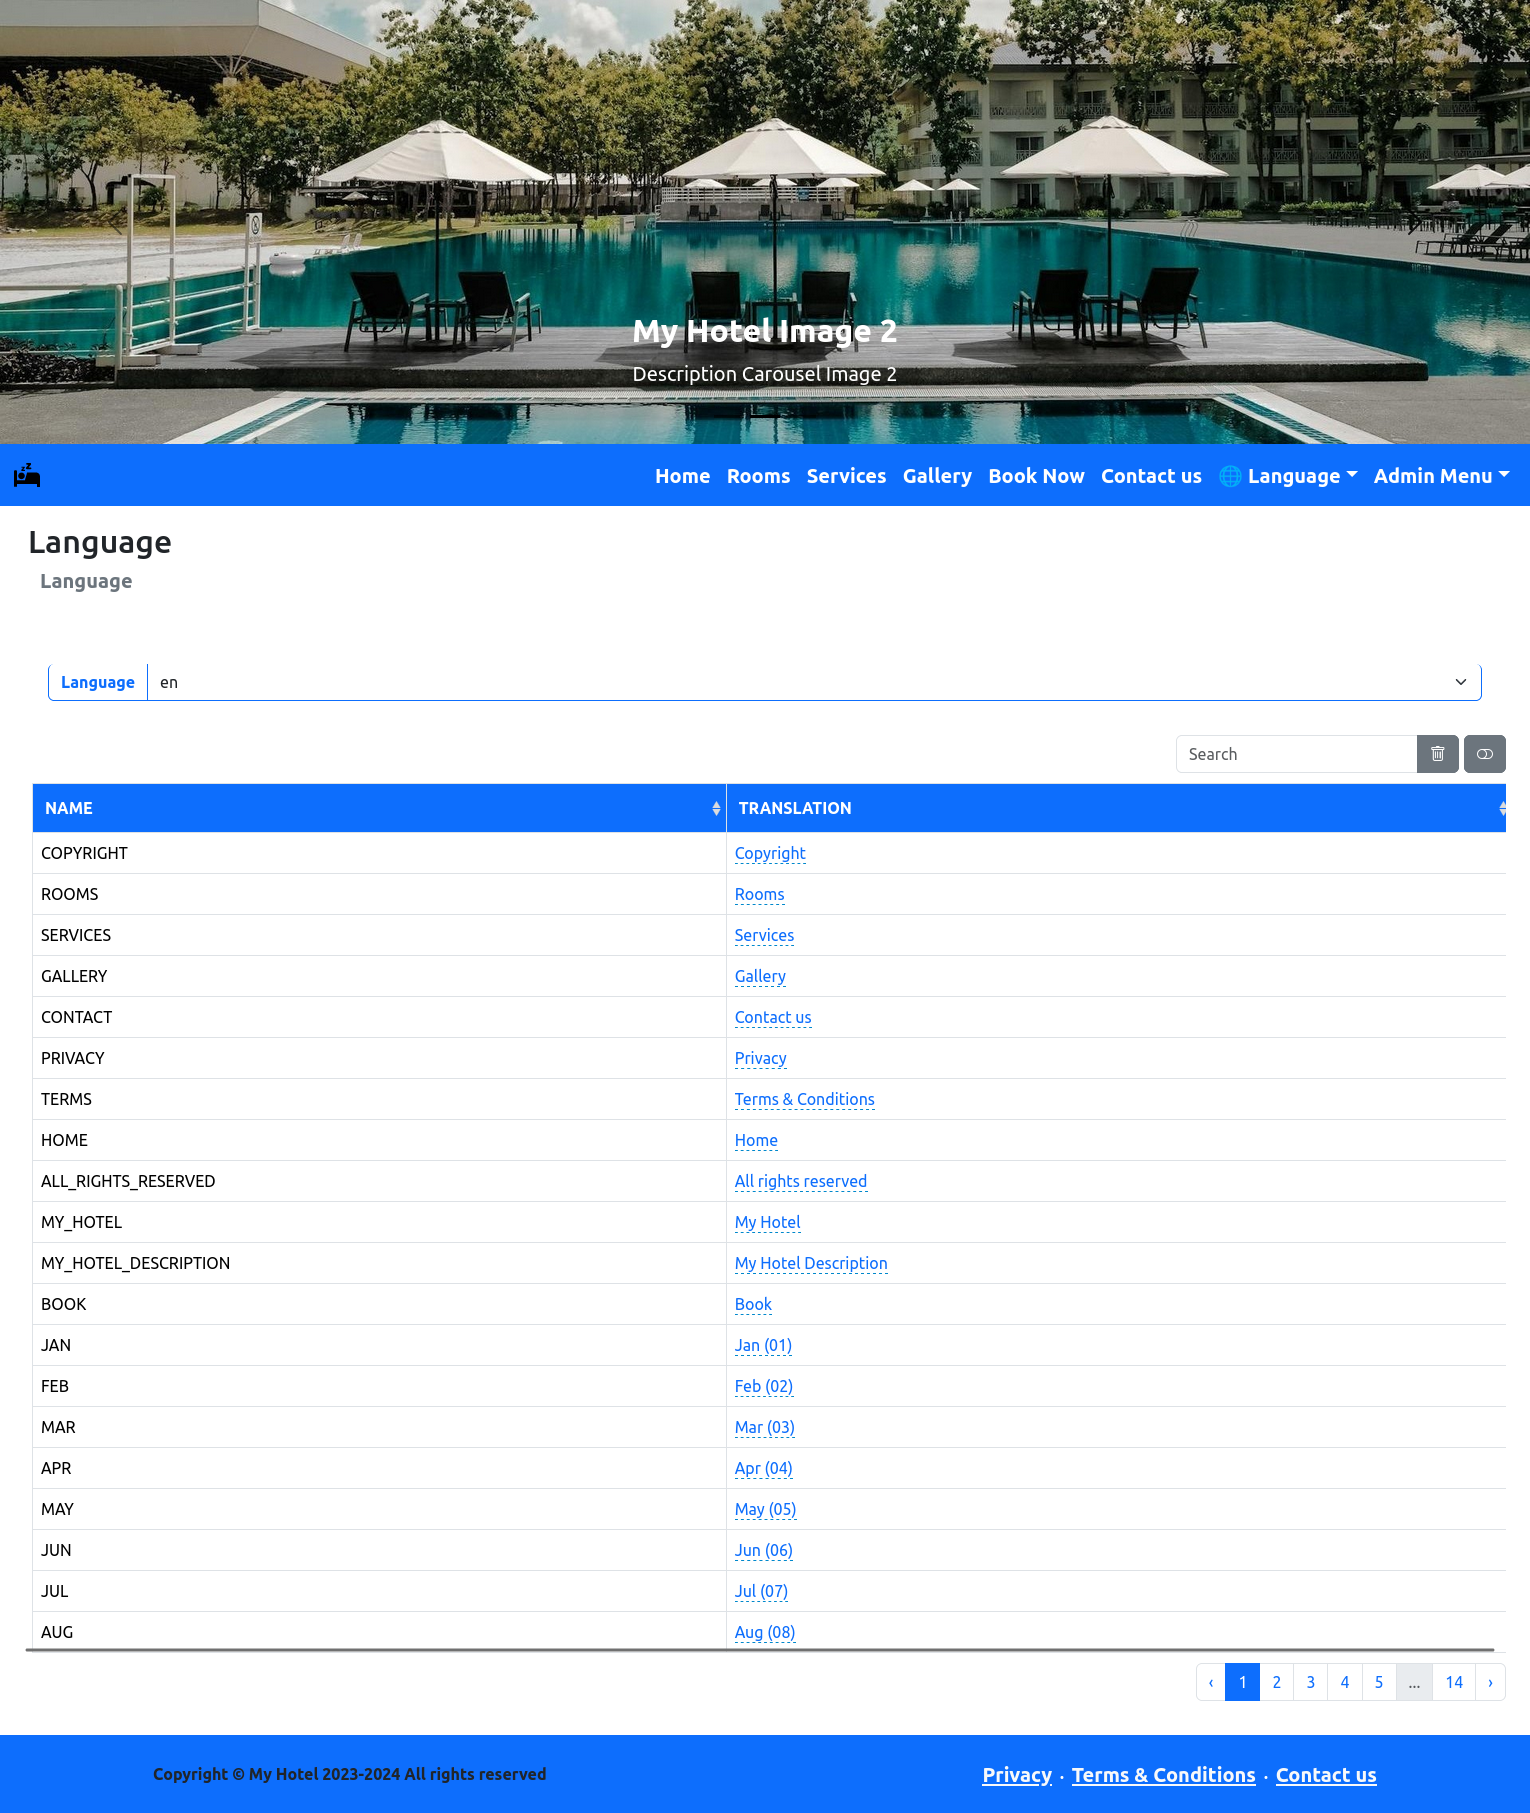 My Hotel Image 2
Description Carousel Image 2
Home Rooms Services Gallery Book Now Contact us 🌐 Language Admin Menu
Language
Language
Language en
Search
NAME TRANSLATION
COPYRIGHT Copyright
ROOMS Rooms
SERVICES Services
GALLERY Gallery
CONTACT Contact us
PRIVACY Privacy
TERMS Terms & Conditions
HOME Home
ALL_RIGHTS_RESERVED All rights reserved
MY_HOTEL My Hotel
MY_HOTEL_DESCRIPTION My Hotel Description
BOOK Book
JAN Jan (01)
FEB Feb (02)
MAR Mar (03)
APR Apr (04)
MAY May (05)
JUN Jun (06)
JUL Jul (07)
AUG Aug (08)
‹ 1 2 3 4 5 ... 14 ›
Copyright © My Hotel 2023-2024 All rights reserved
Privacy · Terms & Conditions · Contact us